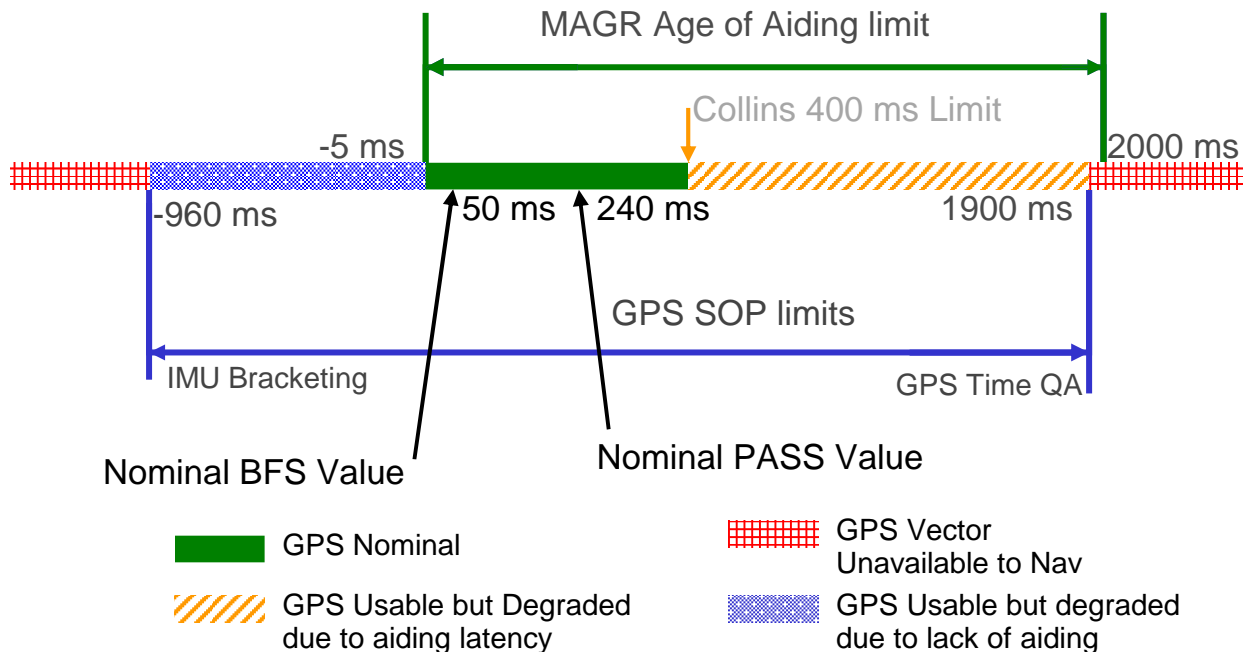 MAGR Age of Aiding limit
Collins 400 ms Limit
-5 ms
2000 ms
-960 ms
50 ms
240 ms
1900 ms
GPS SOP limits
IMU Bracketing
GPS Time QA
Nominal BFS Value
Nominal PASS Value
GPS Nominal
GPS Vector
Unavailable to Nav
GPS Usable but Degraded
due to aiding latency
GPS Usable but degraded
due to lack of aiding